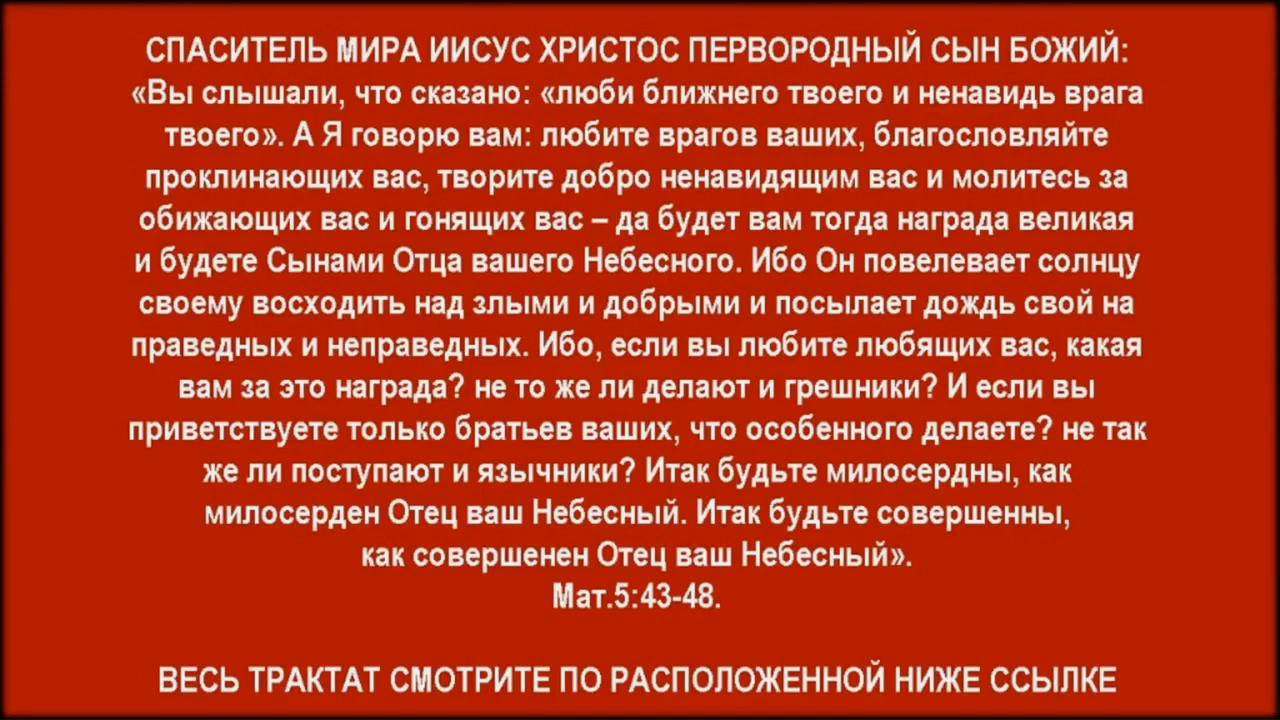 СПАСИТЕЛЬ МИРА ИИСУС ХРИСТОС ПЕРВОРОДНЫЙ СЫН БОЖИЙ:
«Вы слышали, что сказано: «люби ближнего твоего и ненавидь врага
твоего». А Я говорю вам: любите врагов ваших, благословляйте
проклинающих вас, творите добро ненавидящим вас и молитесь за
обижающих вас и гонящих вас – да будет вам тогда награда великая
и будете Сынами Отца вашего Небесного. Ибо Он повелевает солнцу
своему восходить над злыми и добрыми и посылает дождь свой на
праведных и неправедных. Ибо, если вы любите любящих вас, какая
вам за это награда? не то же ли делают и грешники? И если вы
приветствуете только братьев ваших, что особенного делаете? не так
же ли поступают и язычники? Итак будьте милосердны, как
милосерден Отец ваш Небесный. Итак будьте совершенны,
как совершенен Отец ваш Небесный».
Мат.5:43-48.
ВЕСЬ ТРАКТАТ СМОТРИТЕ ПО РАСПОЛОЖЕННОЙ НИЖЕ ССЫЛКЕ